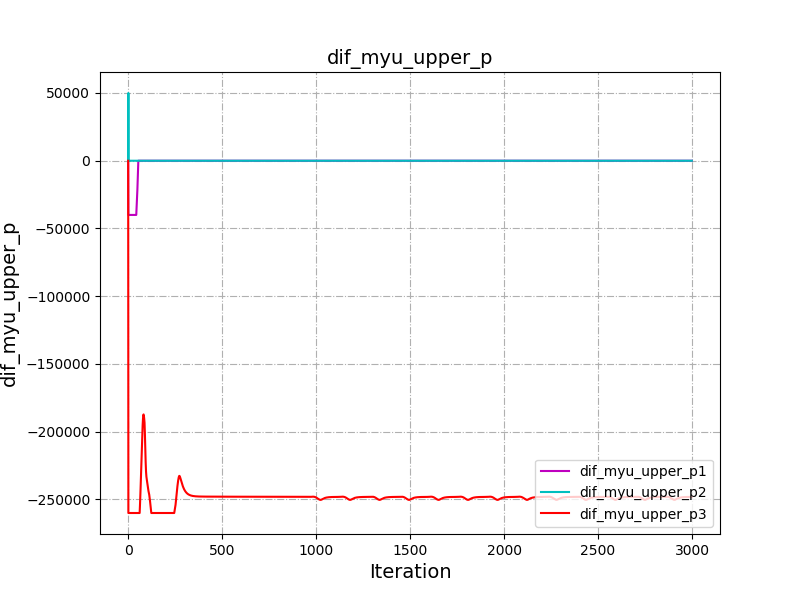 dif_myu_upper_p
dif_myu_upper_p
50000
0
−50000
−100000
−150000
−200000
−250000
0
500
1000
1500
2000
2500
3000
Iteration
dif_myu_upper_p1
dif_myu_upper_p2
dif_myu_upper_p3